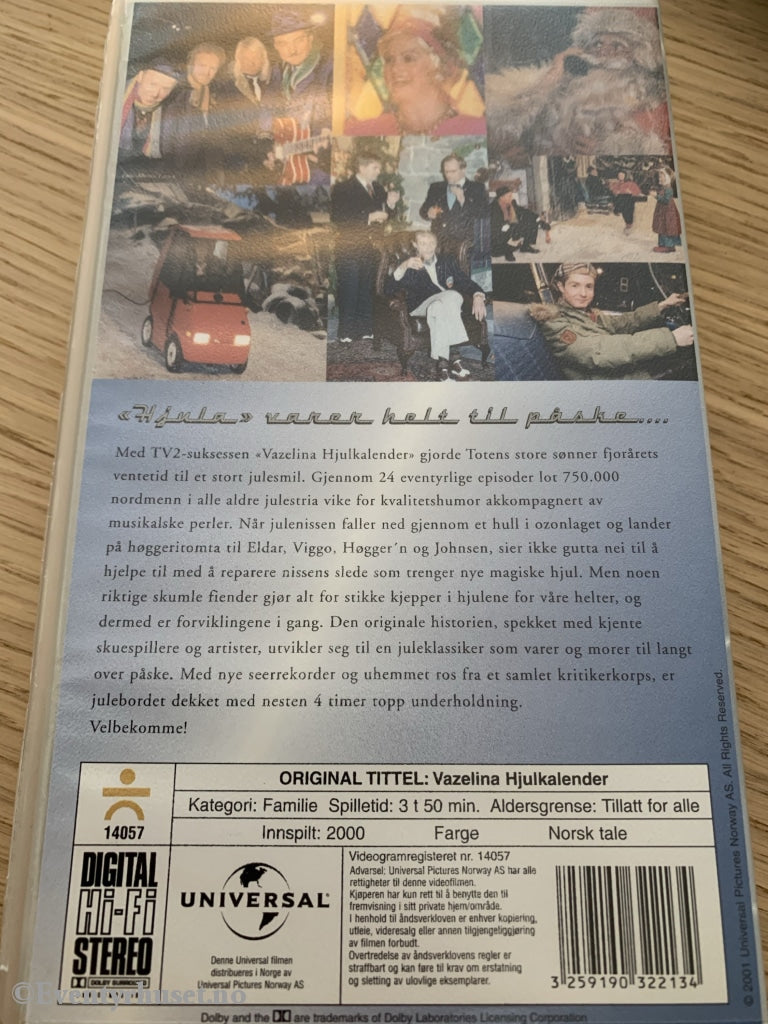 «Hjula» varer helt til påske....
Med TV2-suksessen «Vazelina Hjulkalender» gjorde Totens store sønner fjorårets
ventetid til et stort julesmil. Gjennom 24 eventyrlige episoder lot 750.000
nordmenn i alle aldre julestria vike for kvalitetshumor akkompagnert av
musikalske perler. Når julenissen faller ned gjennom et hull i ozonlaget og lander
på høggeritomta til Eldar, Viggo, Høgger´n og Johnsen, sier ikke gutta nei til å
hjelpe til med å reparere nissens slede som trenger nye magiske hjul. Men noen
riktige skumle fiender gjør alt for stikke kjepper i hjulene for våre helter, og
dermed er forviklingene i gang. Den originale historien, spekket med kjente
skuespillere og artister, utvikler seg til en juleklassiker som varer og morer til langt
over påske. Med nye seerrekorder og uhemmet ros fra et samlet kritikerkorps, er
julebordet dekket med nesten 4 timer topp underholdning.
Velbekomme!
ORIGINAL TITTEL: Vazelina Hjulkalender
Kategori: Familie Spilletid: 3 t 50 min. Aldersgrense: Tillatt for alle
14057
Innspilt: 2000 Farge Norsk tale
DIGITAL
Hi-Fi
STEREO
DOLBY SURROUND
UNIVERSAL
Denne Universal filmen
distribueres i Norge av
Universal Pictures Norway AS
Videogramregisteret nr. 14057
Advarsel: Universal Pictures Norway AS har alle
rettigheter til denne videofilmen.
Kjøperen har kun rett til å benytte den til
fremvisning i sitt private hjem/område.
I henhold til åndsverkloven er enhver kopiering,
utleie, videresalg eller annen tilgjengeliggjøring
av filmen forbudt.
Overtredelse av åndsverklovens regler er
straffbart og kan føre til krav om erstatning
og sletting av ulovlige eksemplarer.
3 259190 322134
© 2001 Universal Pictures Norway AS. All Rights Reserved.
Dolby and the DD are trademarks of Dolby Laboratories Licensing Corporation
©Eventyrhuset.no